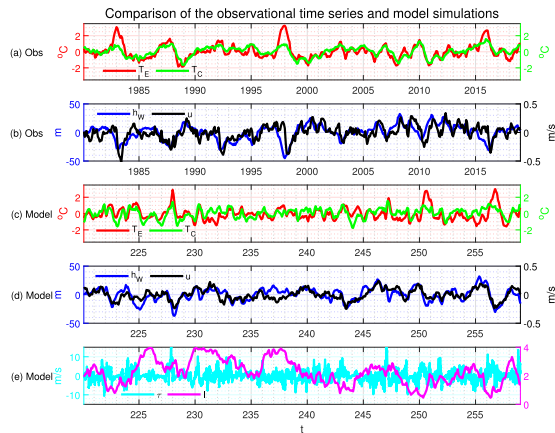 Comparison of the observational time series and model simulations
(a) Obs
°C
2
0
-2
T_E
T_C
2
0
-2
°C
1985 1990 1995 2000 2005 2010 2015
(b) Obs
m
50
0
-50
h_W
u
0.5
0
-0.5
m/s
1985 1990 1995 2000 2005 2010 2015
(c) Model
°C
2
0
-2
T_E
T_C
2
0
-2
°C
225 230 235 240 245 250 255
(d) Model
m
50
0
-50
h_W
u
0.5
0
-0.5
m/s
225 230 235 240 245 250 255
(e) Model
m/s
10
0
-10
τ
I
4
2
0
225 230 235 240 245 250 255
t